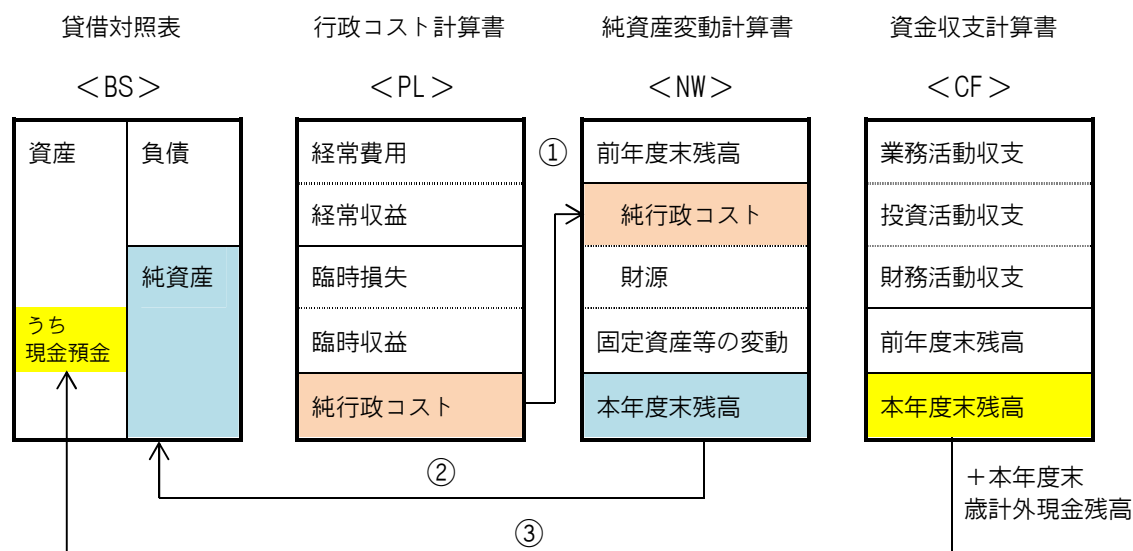 貸借対照表
行政コスト計算書
純資産変動計算書
資金収支計算書
＜BS＞
＜PL＞
＜NW＞
＜CF＞
資産
負債
純資産
うち
現金預金
経常費用
経常収益
臨時損失
臨時収益
純行政コスト
①
前年度末残高
純行政コスト
財源
固定資産等の変動
本年度末残高
業務活動収支
投資活動収支
財務活動収支
前年度末残高
本年度末残高
②
③
＋本年度末
歳計外現金残高